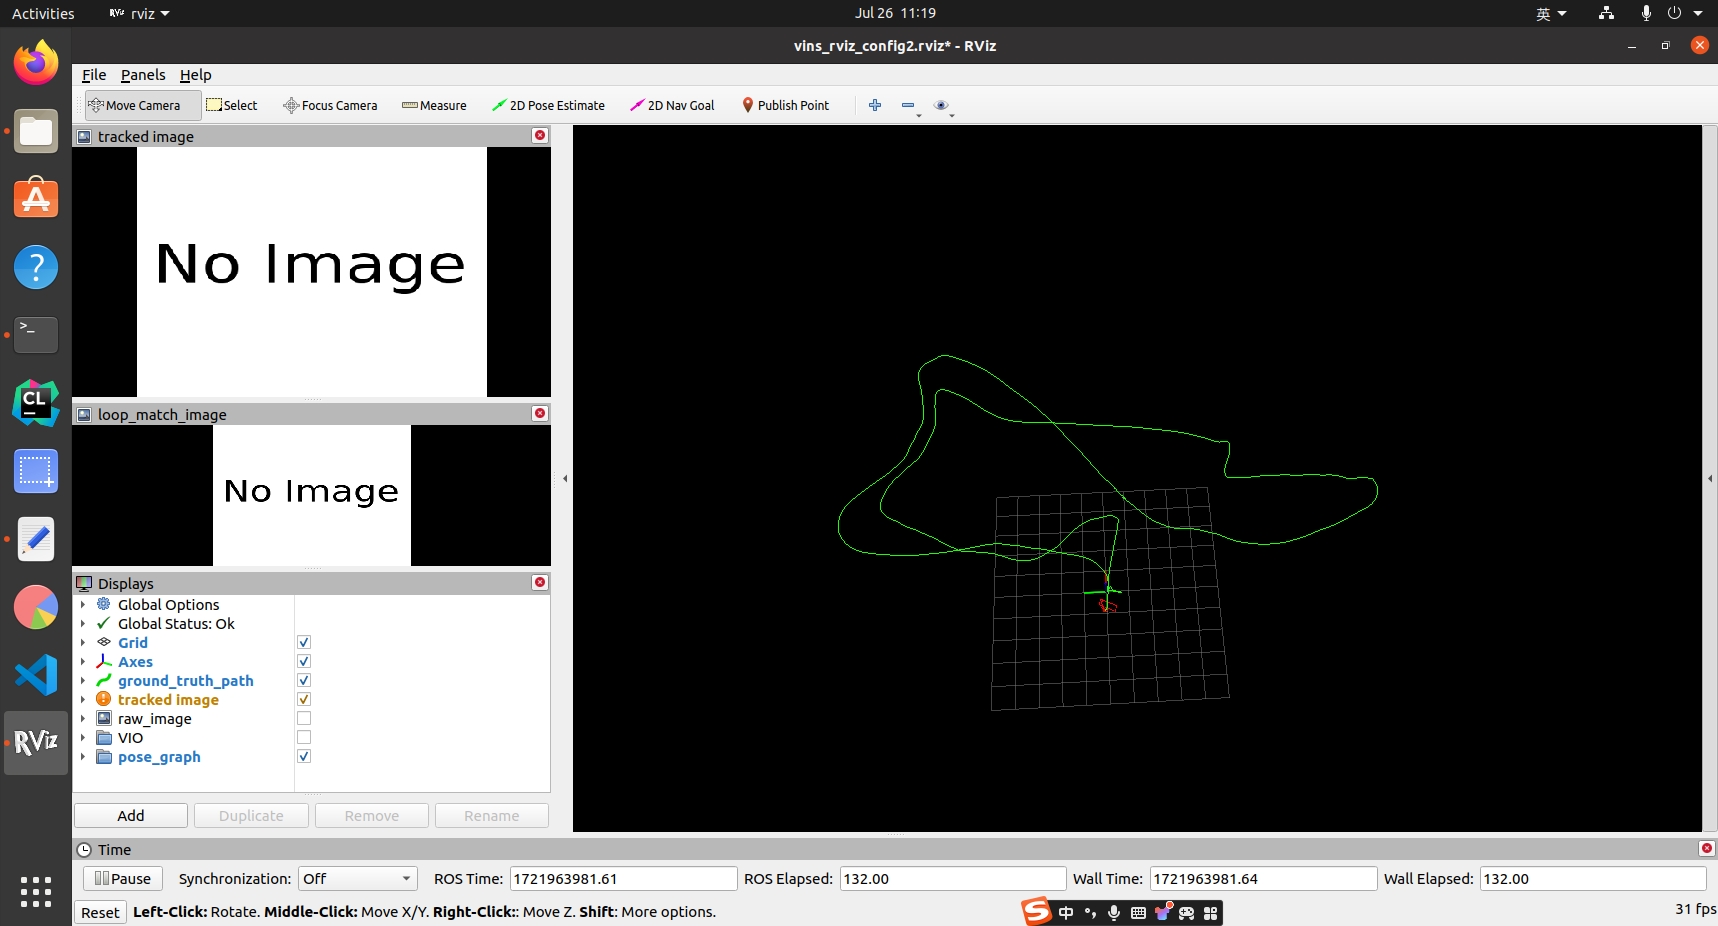 Activities RViz rviz Jul 26 11:19 英
vins_rviz_config2.rviz* - RViz
File Panels Help
Move Camera Select Focus Camera Measure 2D Pose Estimate 2D Nav Goal Publish Point
tracked image
No Image
loop_match_image
No Image
Displays
Global Options
Global Status: Ok
Grid
Axes
ground_truth_path
tracked image
raw_image
VIO
pose_graph
Add Duplicate Remove Rename
Time
Pause Synchronization: Off ROS Time: 1721963981.61 ROS Elapsed: 132.00 Wall Time: 1721963981.64 Wall Elapsed: 132.00
Reset Left-Click: Rotate. Middle-Click: Move X/Y. Right-Click:: Move Z. Shift: More options. 31 fps
S 中
A
?
>_
CL
RViz